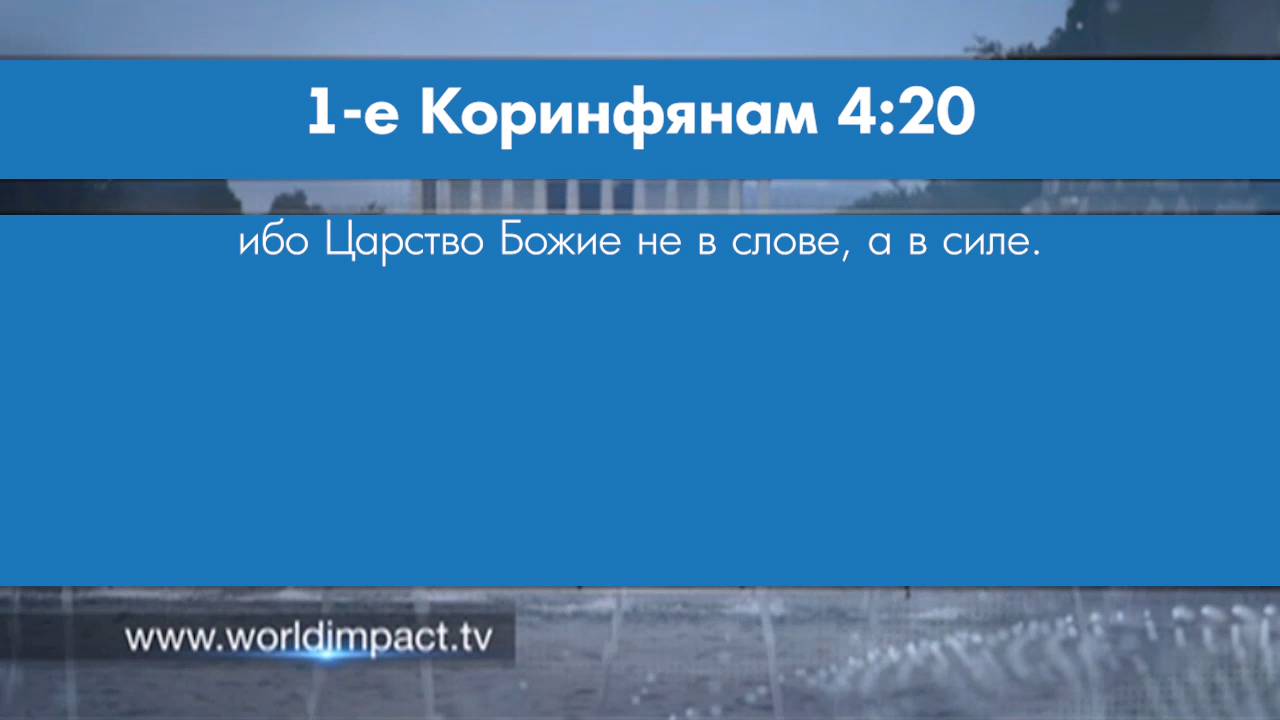 1-е Коринфянам 4:20
ибо Царство Божие не в слове, а в силе.
www.worldimpact.tv